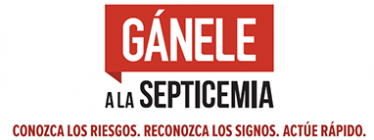 GÁNELE
A LA SEPTICEMIA
CONOZCA LOS RIESGOS. RECONOZCA LOS SIGNOS. ACTÚE RÁPIDO.